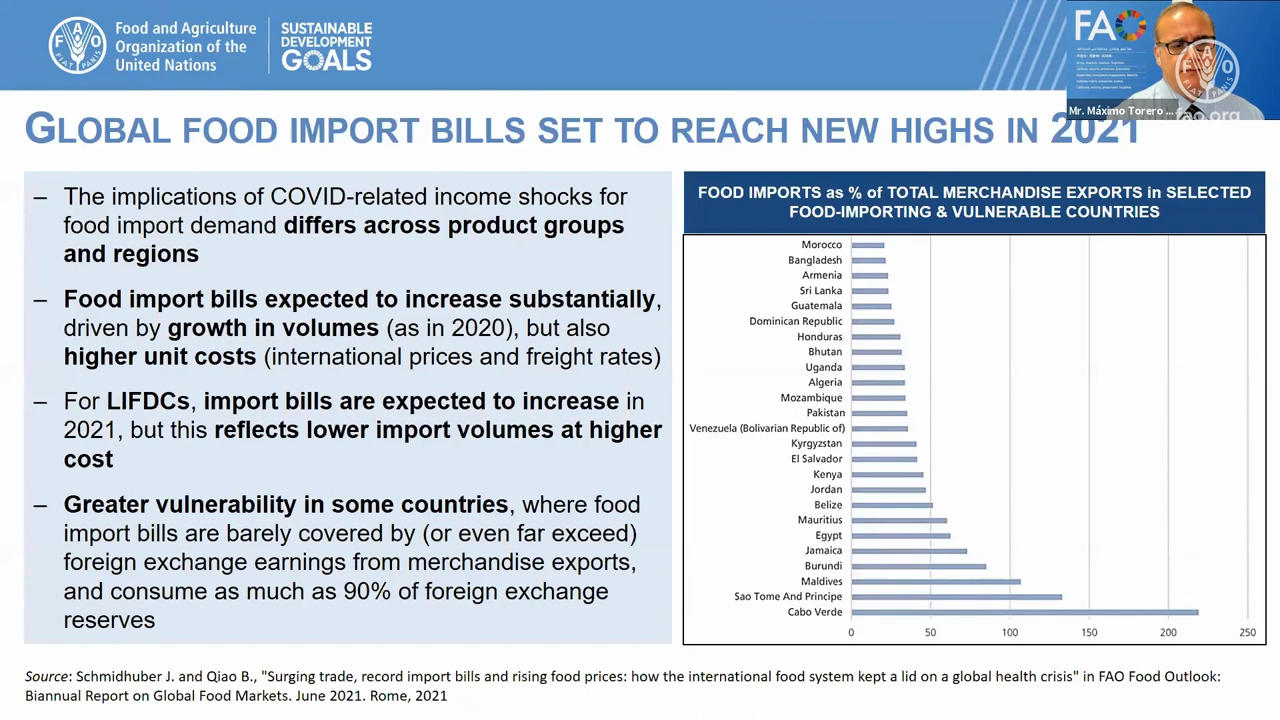 Food and Agriculture
Organization of the
United Nations
SUSTAINABLE
DEVELOPMENT
GOALS
FAO
FIAT PANIS
Mr. Máximo Torero ...
fao.org
GLOBAL FOOD IMPORT BILLS SET TO REACH NEW HIGHS IN 2021
– The implications of COVID-related income shocks for
food import demand differs across product groups
and regions
– Food import bills expected to increase substantially,
driven by growth in volumes (as in 2020), but also
higher unit costs (international prices and freight rates)
– For LIFDCs, import bills are expected to increase in
2021, but this reflects lower import volumes at higher
cost
– Greater vulnerability in some countries, where food
import bills are barely covered by (or even far exceed)
foreign exchange earnings from merchandise exports,
and consume as much as 90% of foreign exchange
reserves
FOOD IMPORTS as % of TOTAL MERCHANDISE EXPORTS in SELECTED
FOOD-IMPORTING & VULNERABLE COUNTRIES
Morocco
Bangladesh
Armenia
Sri Lanka
Guatemala
Dominican Republic
Honduras
Bhutan
Uganda
Algeria
Mozambique
Pakistan
Venezuela (Bolivarian Republic of)
Kyrgyzstan
El Salvador
Kenya
Jordan
Belize
Mauritius
Egypt
Jamaica
Burundi
Maldives
Sao Tome And Principe
Cabo Verde
0 50 100 150 200 250
Source: Schmidhuber J. and Qiao B., "Surging trade, record import bills and rising food prices: how the international food system kept a lid on a global health crisis" in FAO Food Outlook:
Biannual Report on Global Food Markets. June 2021. Rome, 2021